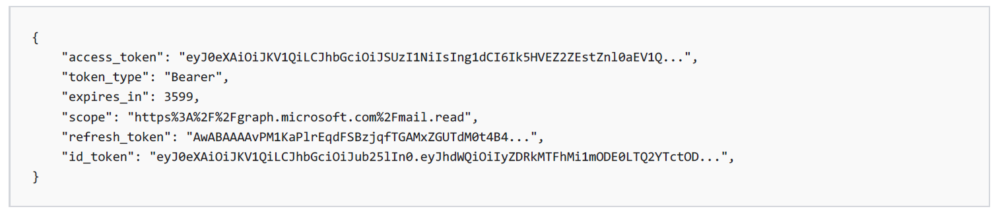 {
    "access_token": "eyJ0eXAiOiJKV1QiLCJhbGciOiJSUzI1NiIsIng1dCI6Ik5HVEZ2ZEstZnl0aEV1Q...",
    "token_type": "Bearer",
    "expires_in": 3599,
    "scope": "https%3A%2F%2Fgraph.microsoft.com%2Fmail.read",
    "refresh_token": "AwABAAAAvPM1KaPlrEqdFSBzjqfTGAMxZGUTdM0t4B4...",
    "id_token": "eyJ0eXAiOiJKV1QiLCJhbGciOiJub25lIn0.eyJhdWQiOiIyZDRkMTFhMi1mODE0LTQ2YTctOD...",
}